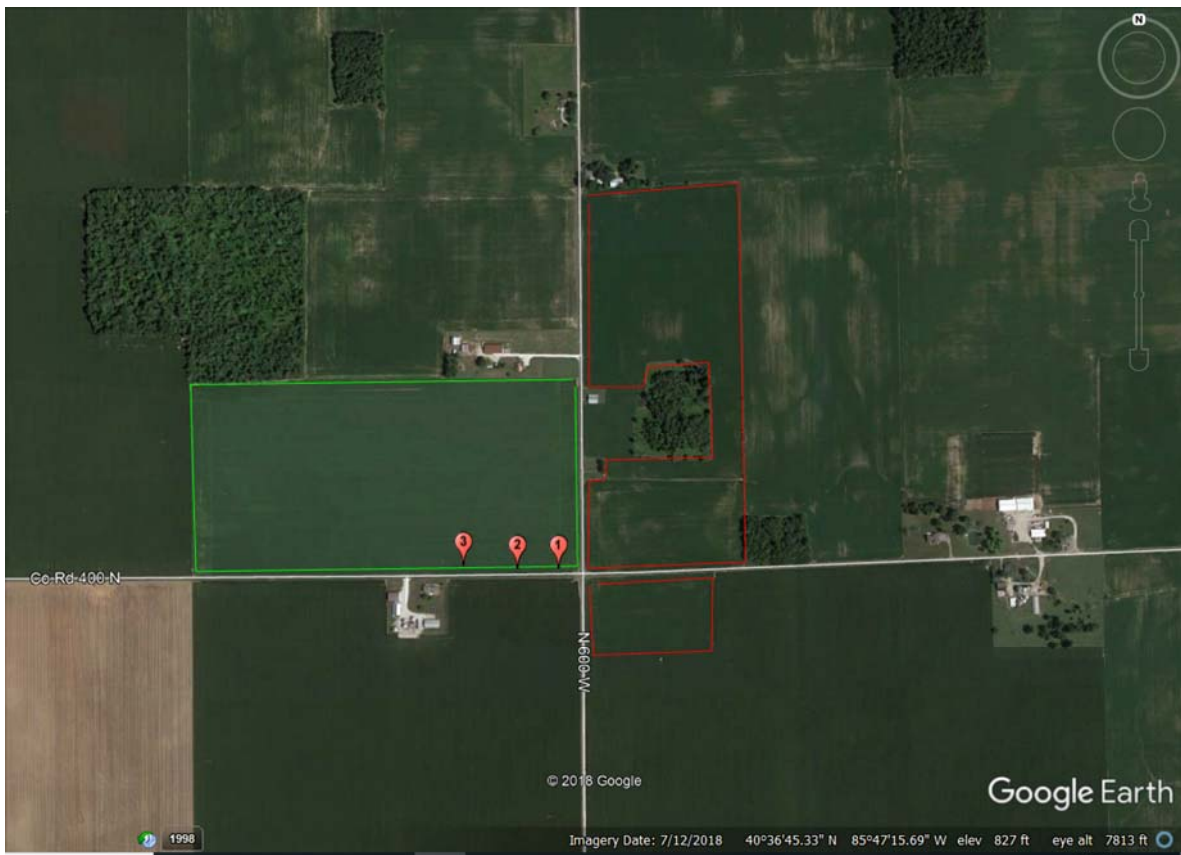 N
3
2
1
Co Rd 400 N
N 600 W
© 2018 Google
Google Earth
1998
Imagery Date: 7/12/2018 40°36'45.33" N 85°47'15.69" W elev 827 ft eye alt 7813 ft